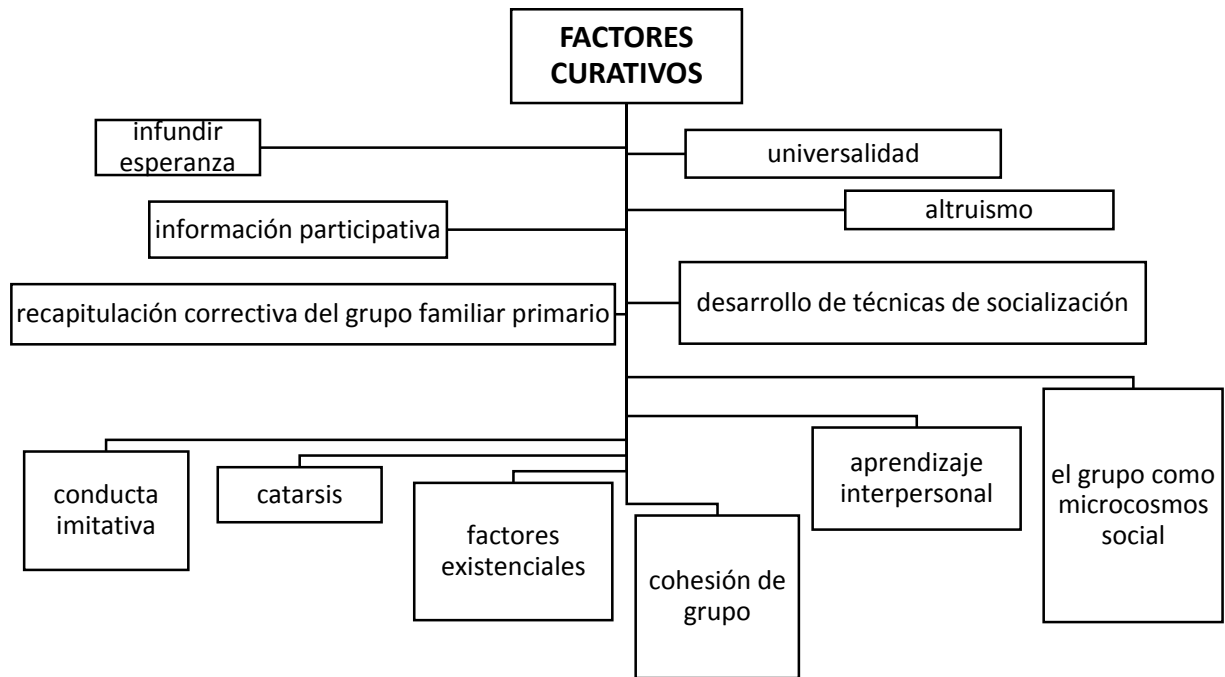 FACTORES
CURATIVOS
infundir
esperanza
universalidad
información participativa
altruismo
recapitulación correctiva del grupo familiar primario
desarrollo de técnicas de socialización
conducta
imitativa
catarsis
factores
existenciales
cohesión de
grupo
aprendizaje
interpersonal
el grupo como
microcosmos
social